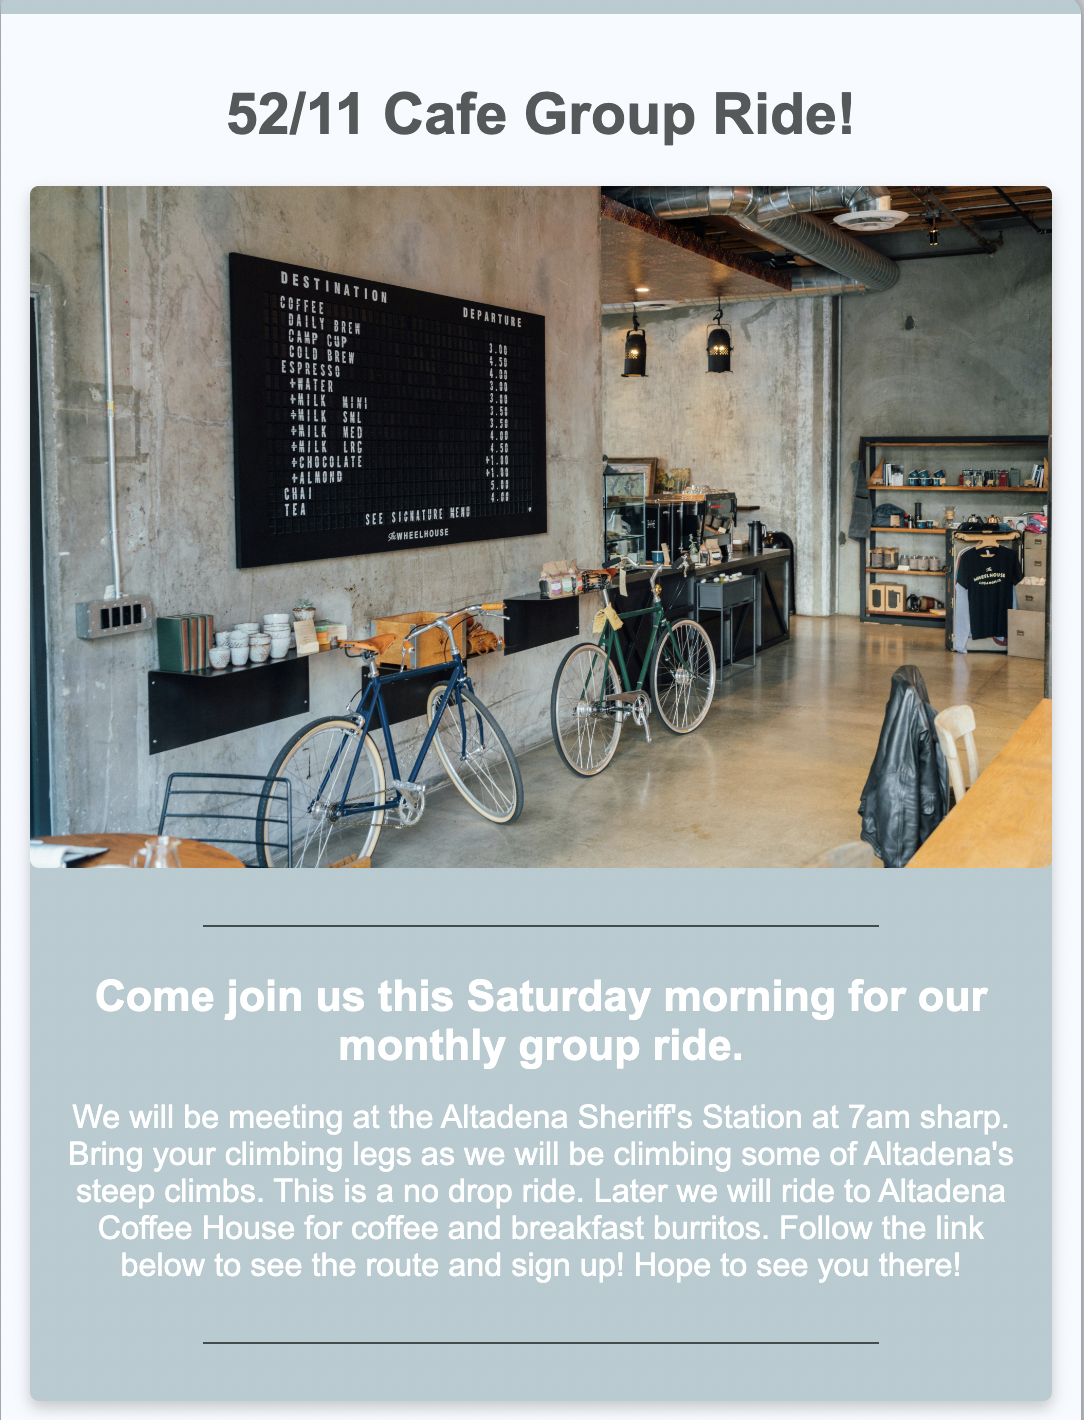 52/11 Cafe Group Ride!
DESTINATION
DEPARTURE
COFFEE
DAILY BREW 3.00
CAMP CUP 4.50
COLD BREW 4.00
ESPRESSO 3.00
+WATER 3.00
+MILK MINI 3.50
+MILK SML 3.50
+MILK MED 4.00
+MILK LRG 4.50
+CHOCOLATE +1.00
+ALMOND +1.00
CHAI 5.00
TEA 4.00
SEE SIGNATURE MENU
The WHEELHOUSE
The
WHEELHOUSE
Come join us this Saturday morning for our
monthly group ride.
We will be meeting at the Altadena Sheriff's Station at 7am sharp.
Bring your climbing legs as we will be climbing some of Altadena's
steep climbs. This is a no drop ride. Later we will ride to Altadena
Coffee House for coffee and breakfast burritos. Follow the link
below to see the route and sign up! Hope to see you there!